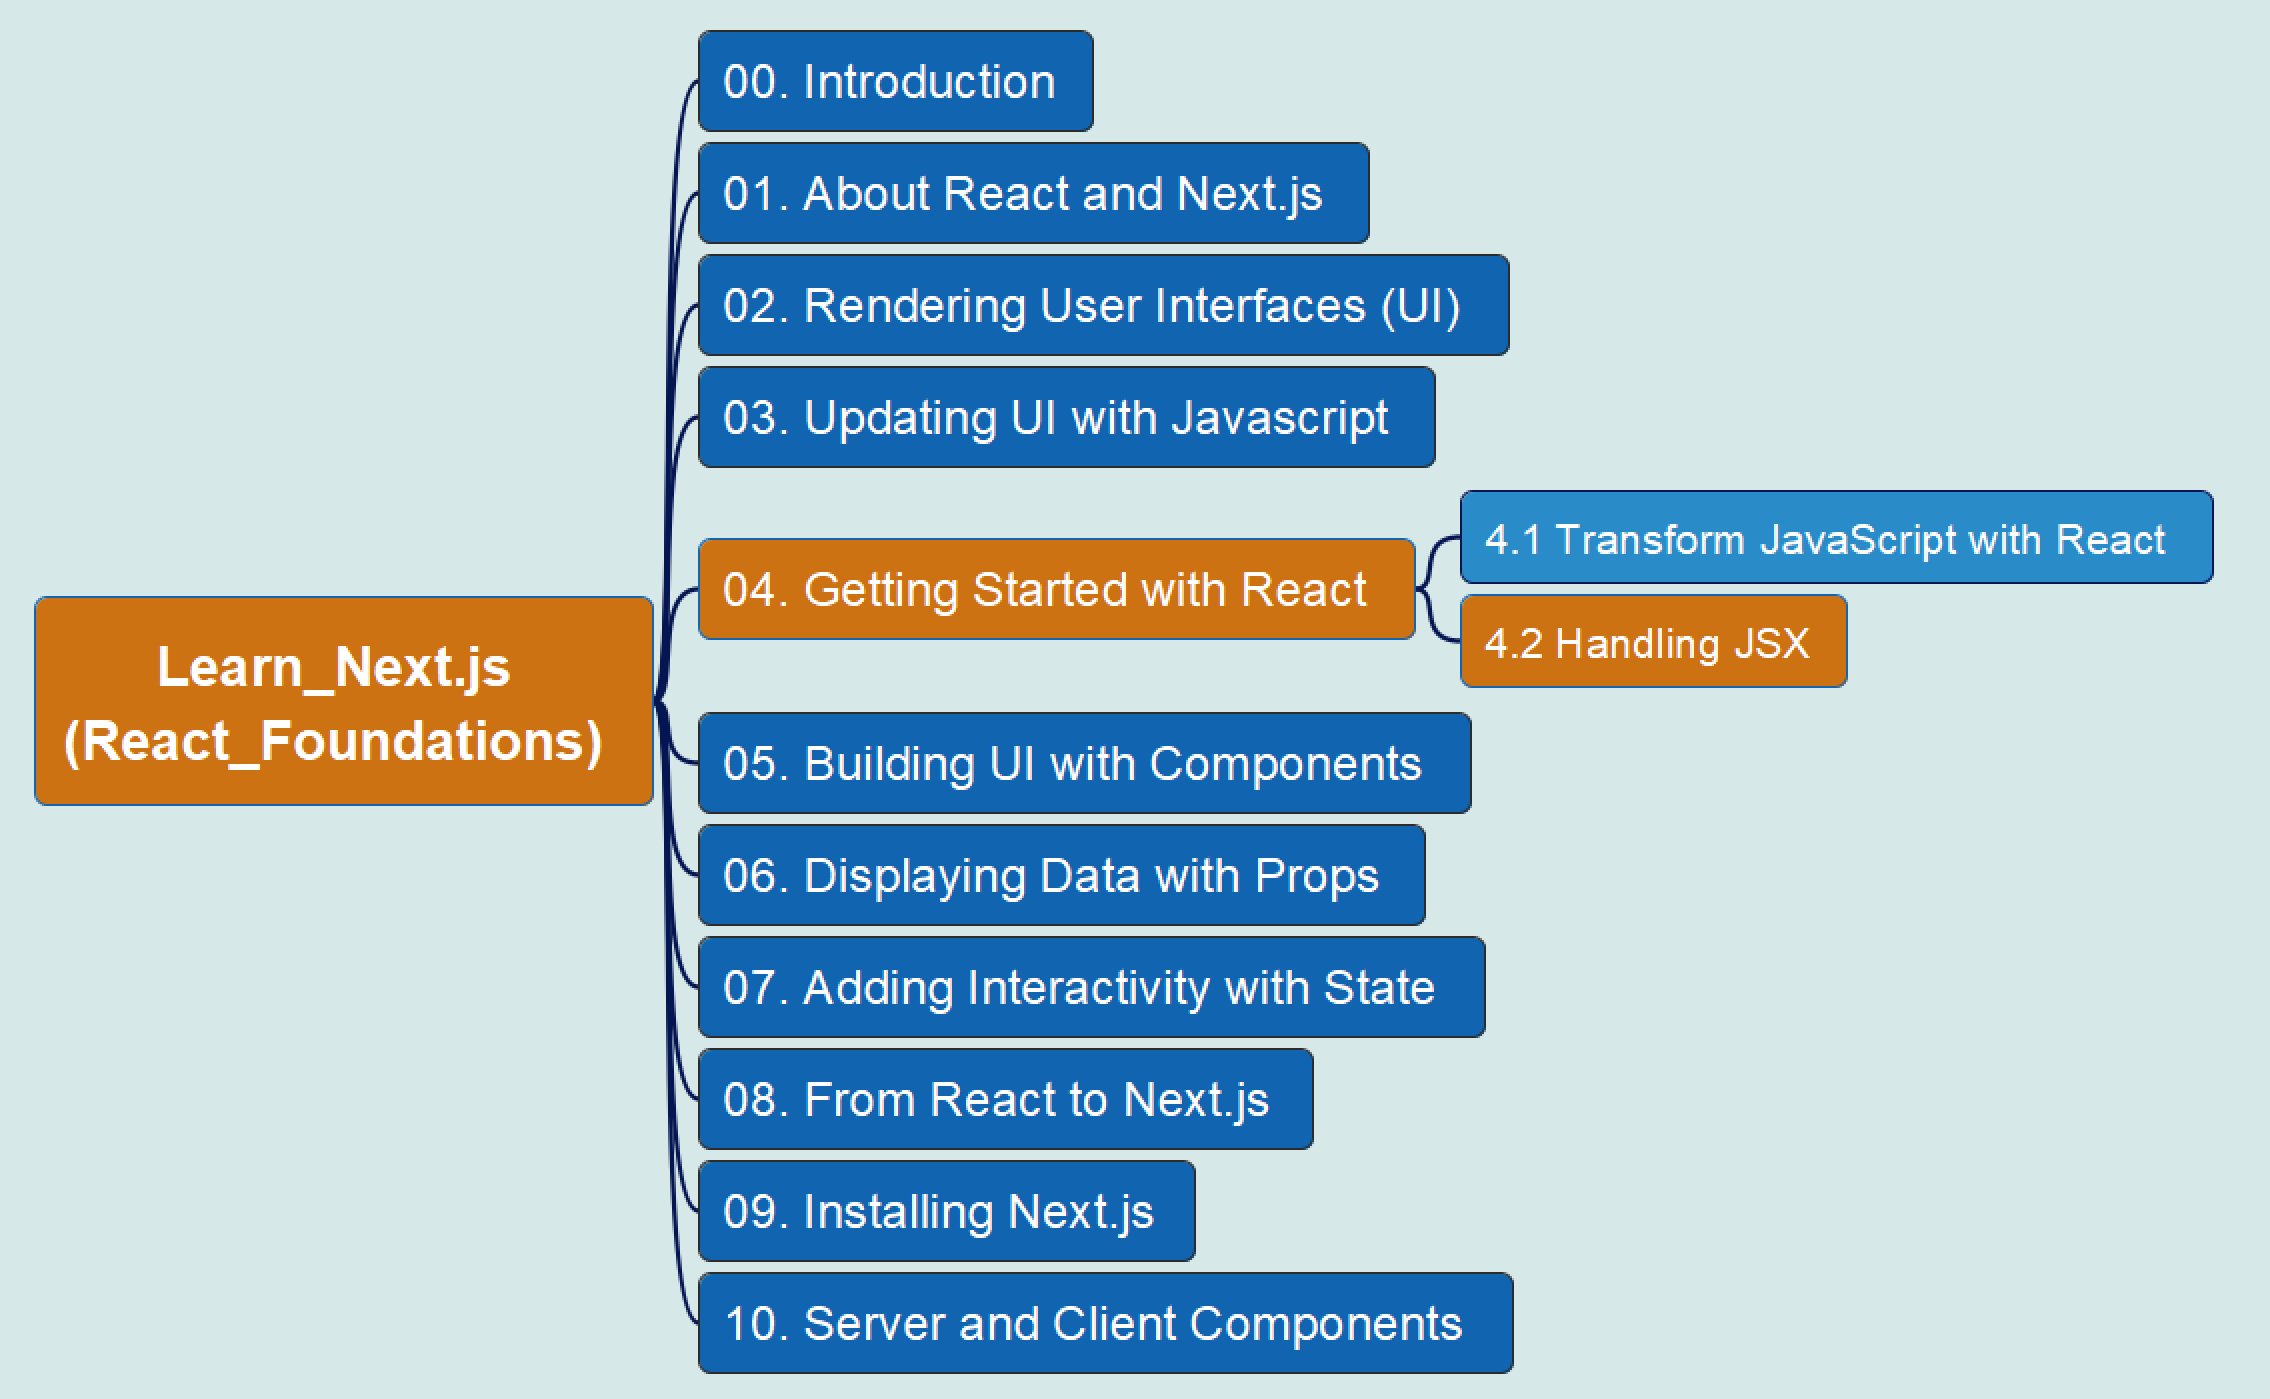 Learn_Next.js
(React_Foundations)
00. Introduction
01. About React and Next.js
02. Rendering User Interfaces (UI)
03. Updating UI with Javascript
04. Getting Started with React
4.1 Transform JavaScript with React
4.2 Handling JSX
05. Building UI with Components
06. Displaying Data with Props
07. Adding Interactivity with State
08. From React to Next.js
09. Installing Next.js
10. Server and Client Components